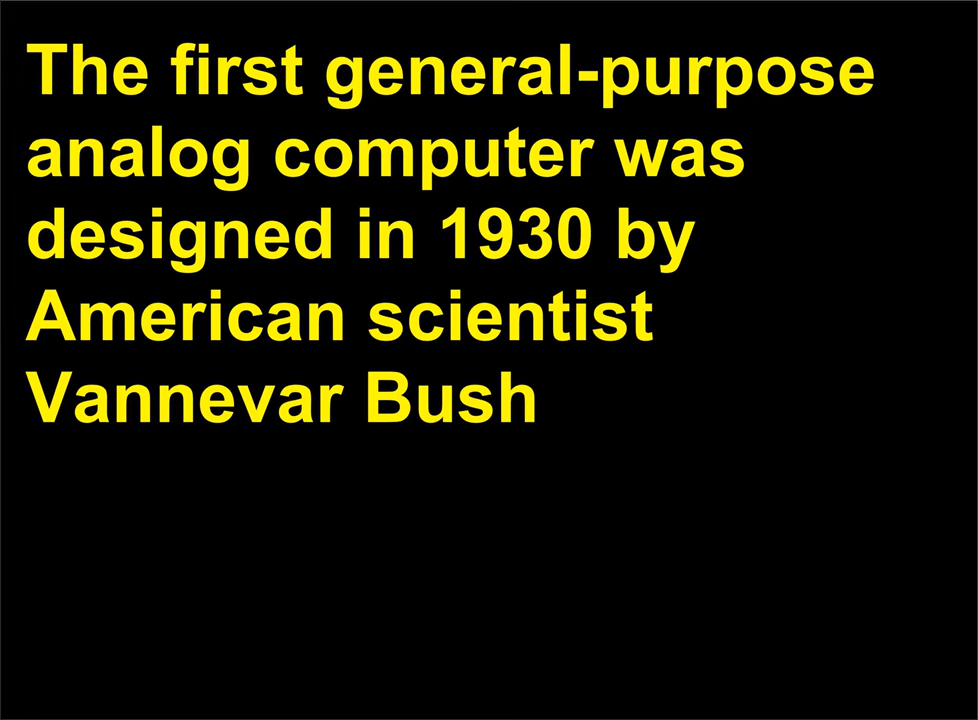 The first general-purpose
analog computer was
designed in 1930 by
American scientist
Vannevar Bush